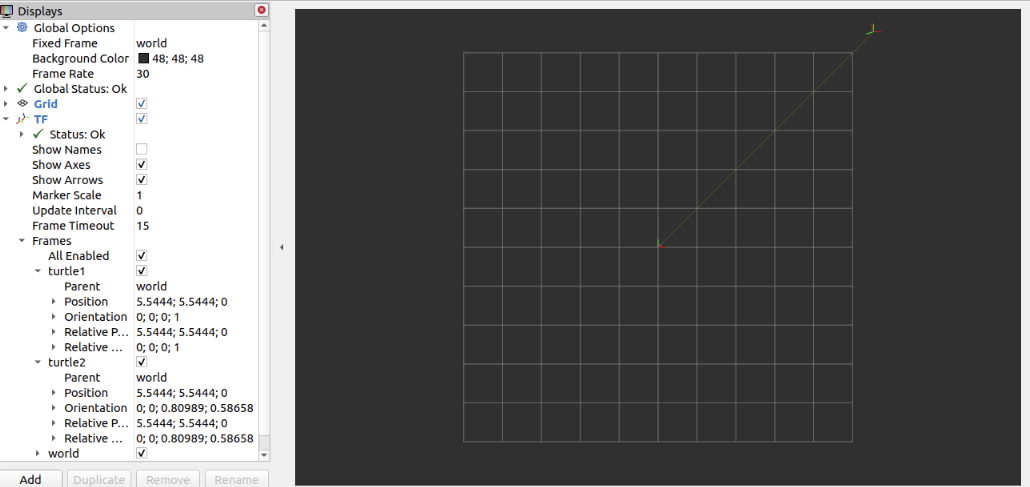 Displays
Global Options
Fixed Frame world
Background Color 48; 48; 48
Frame Rate 30
Global Status: Ok
Grid
TF
Status: Ok
Show Names
Show Axes
Show Arrows
Marker Scale 1
Update Interval 0
Frame Timeout 15
Frames
All Enabled
turtle1
Parent world
Position 5.5444; 5.5444; 0
Orientation 0; 0; 0; 1
Relative P... 5.5444; 5.5444; 0
Relative ... 0; 0; 0; 1
turtle2
Parent world
Position 5.5444; 5.5444; 0
Orientation 0; 0; 0.80989; 0.58658
Relative P... 5.5444; 5.5444; 0
Relative ... 0; 0; 0.80989; 0.58658
world
Add Duplicate Remove Rename